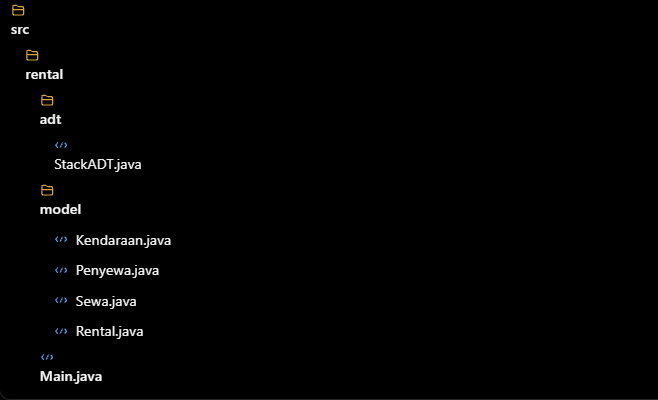 src
rental
adt
StackADT.java
model
Kendaraan.java
Penyewa.java
Sewa.java
Rental.java
Main.java